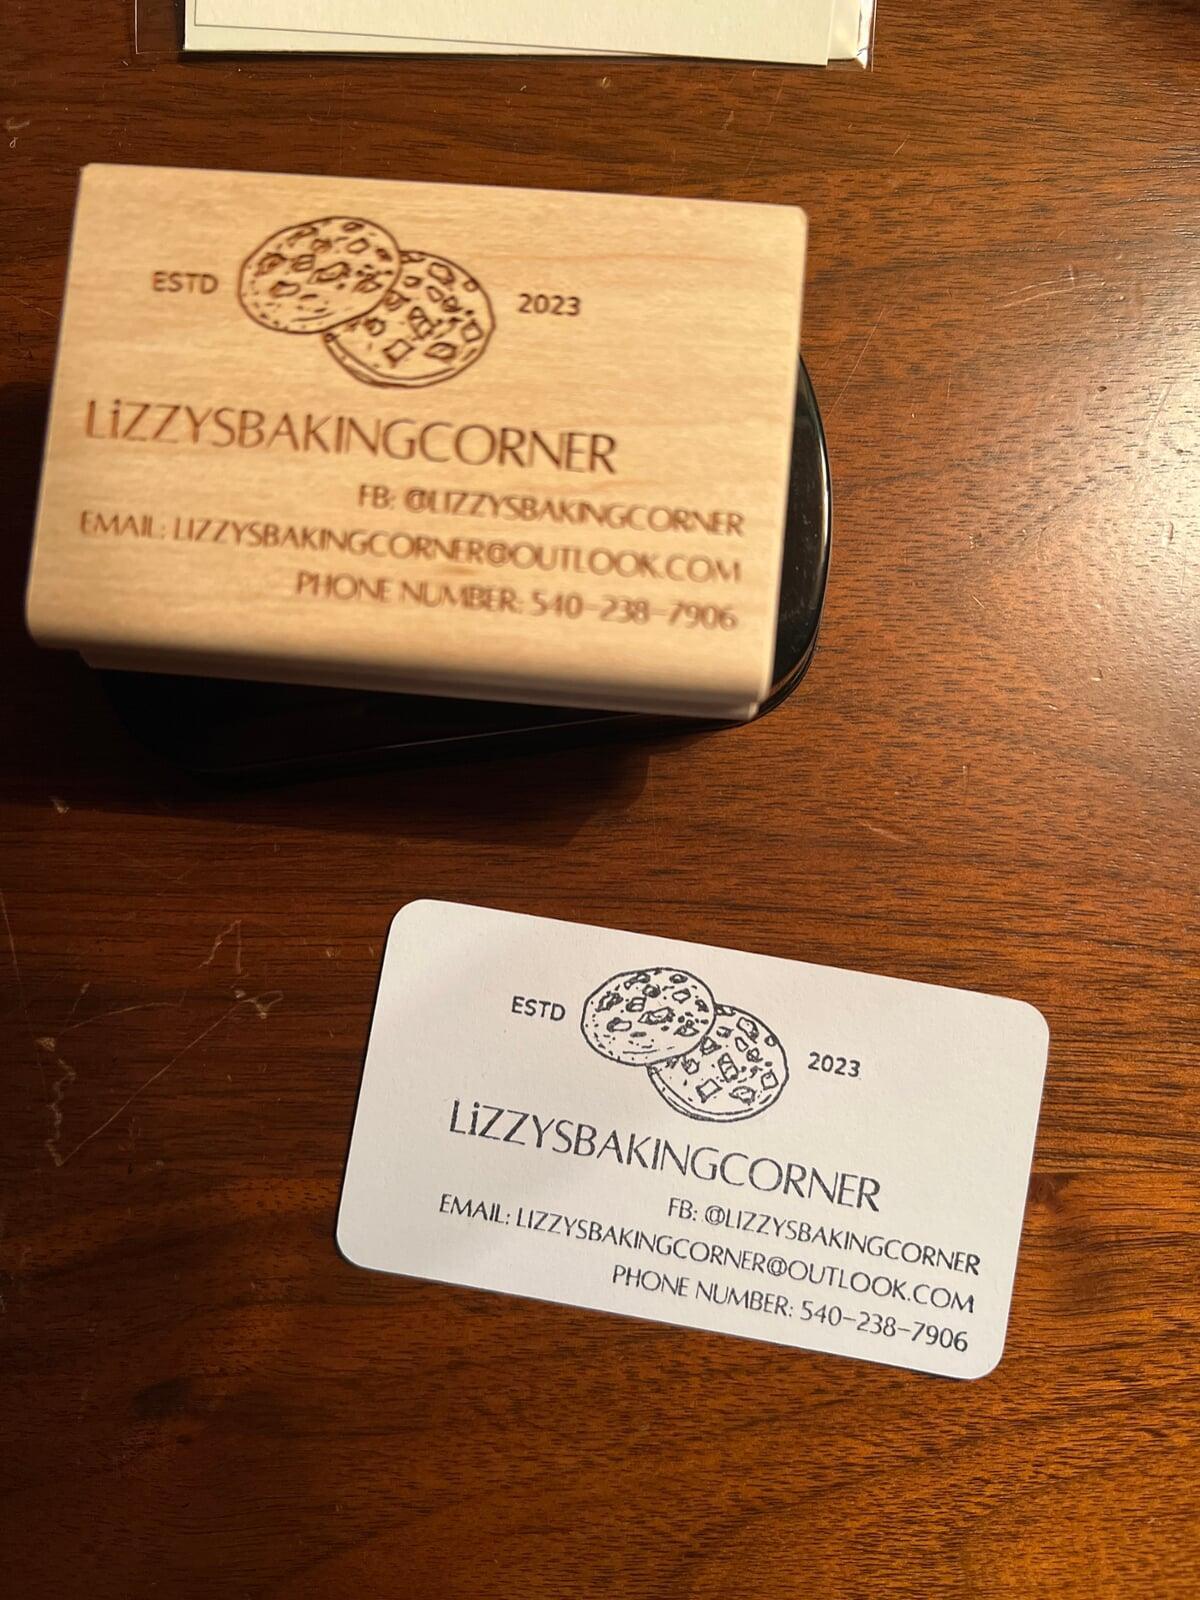 ESTD 2023
LiZZYSBAKINGCORNER
FB: @LIZZYSBAKINGCORNER
EMAIL: LIZZYSBAKINGCORNER@OUTLOOK.COM
PHONE NUMBER: 540-238-7906
ESTD 2023
LiZZYSBAKINGCORNER
FB: @LIZZYSBAKINGCORNER
EMAIL: LIZZYSBAKINGCORNER@OUTLOOK.COM
PHONE NUMBER: 540-238-7906